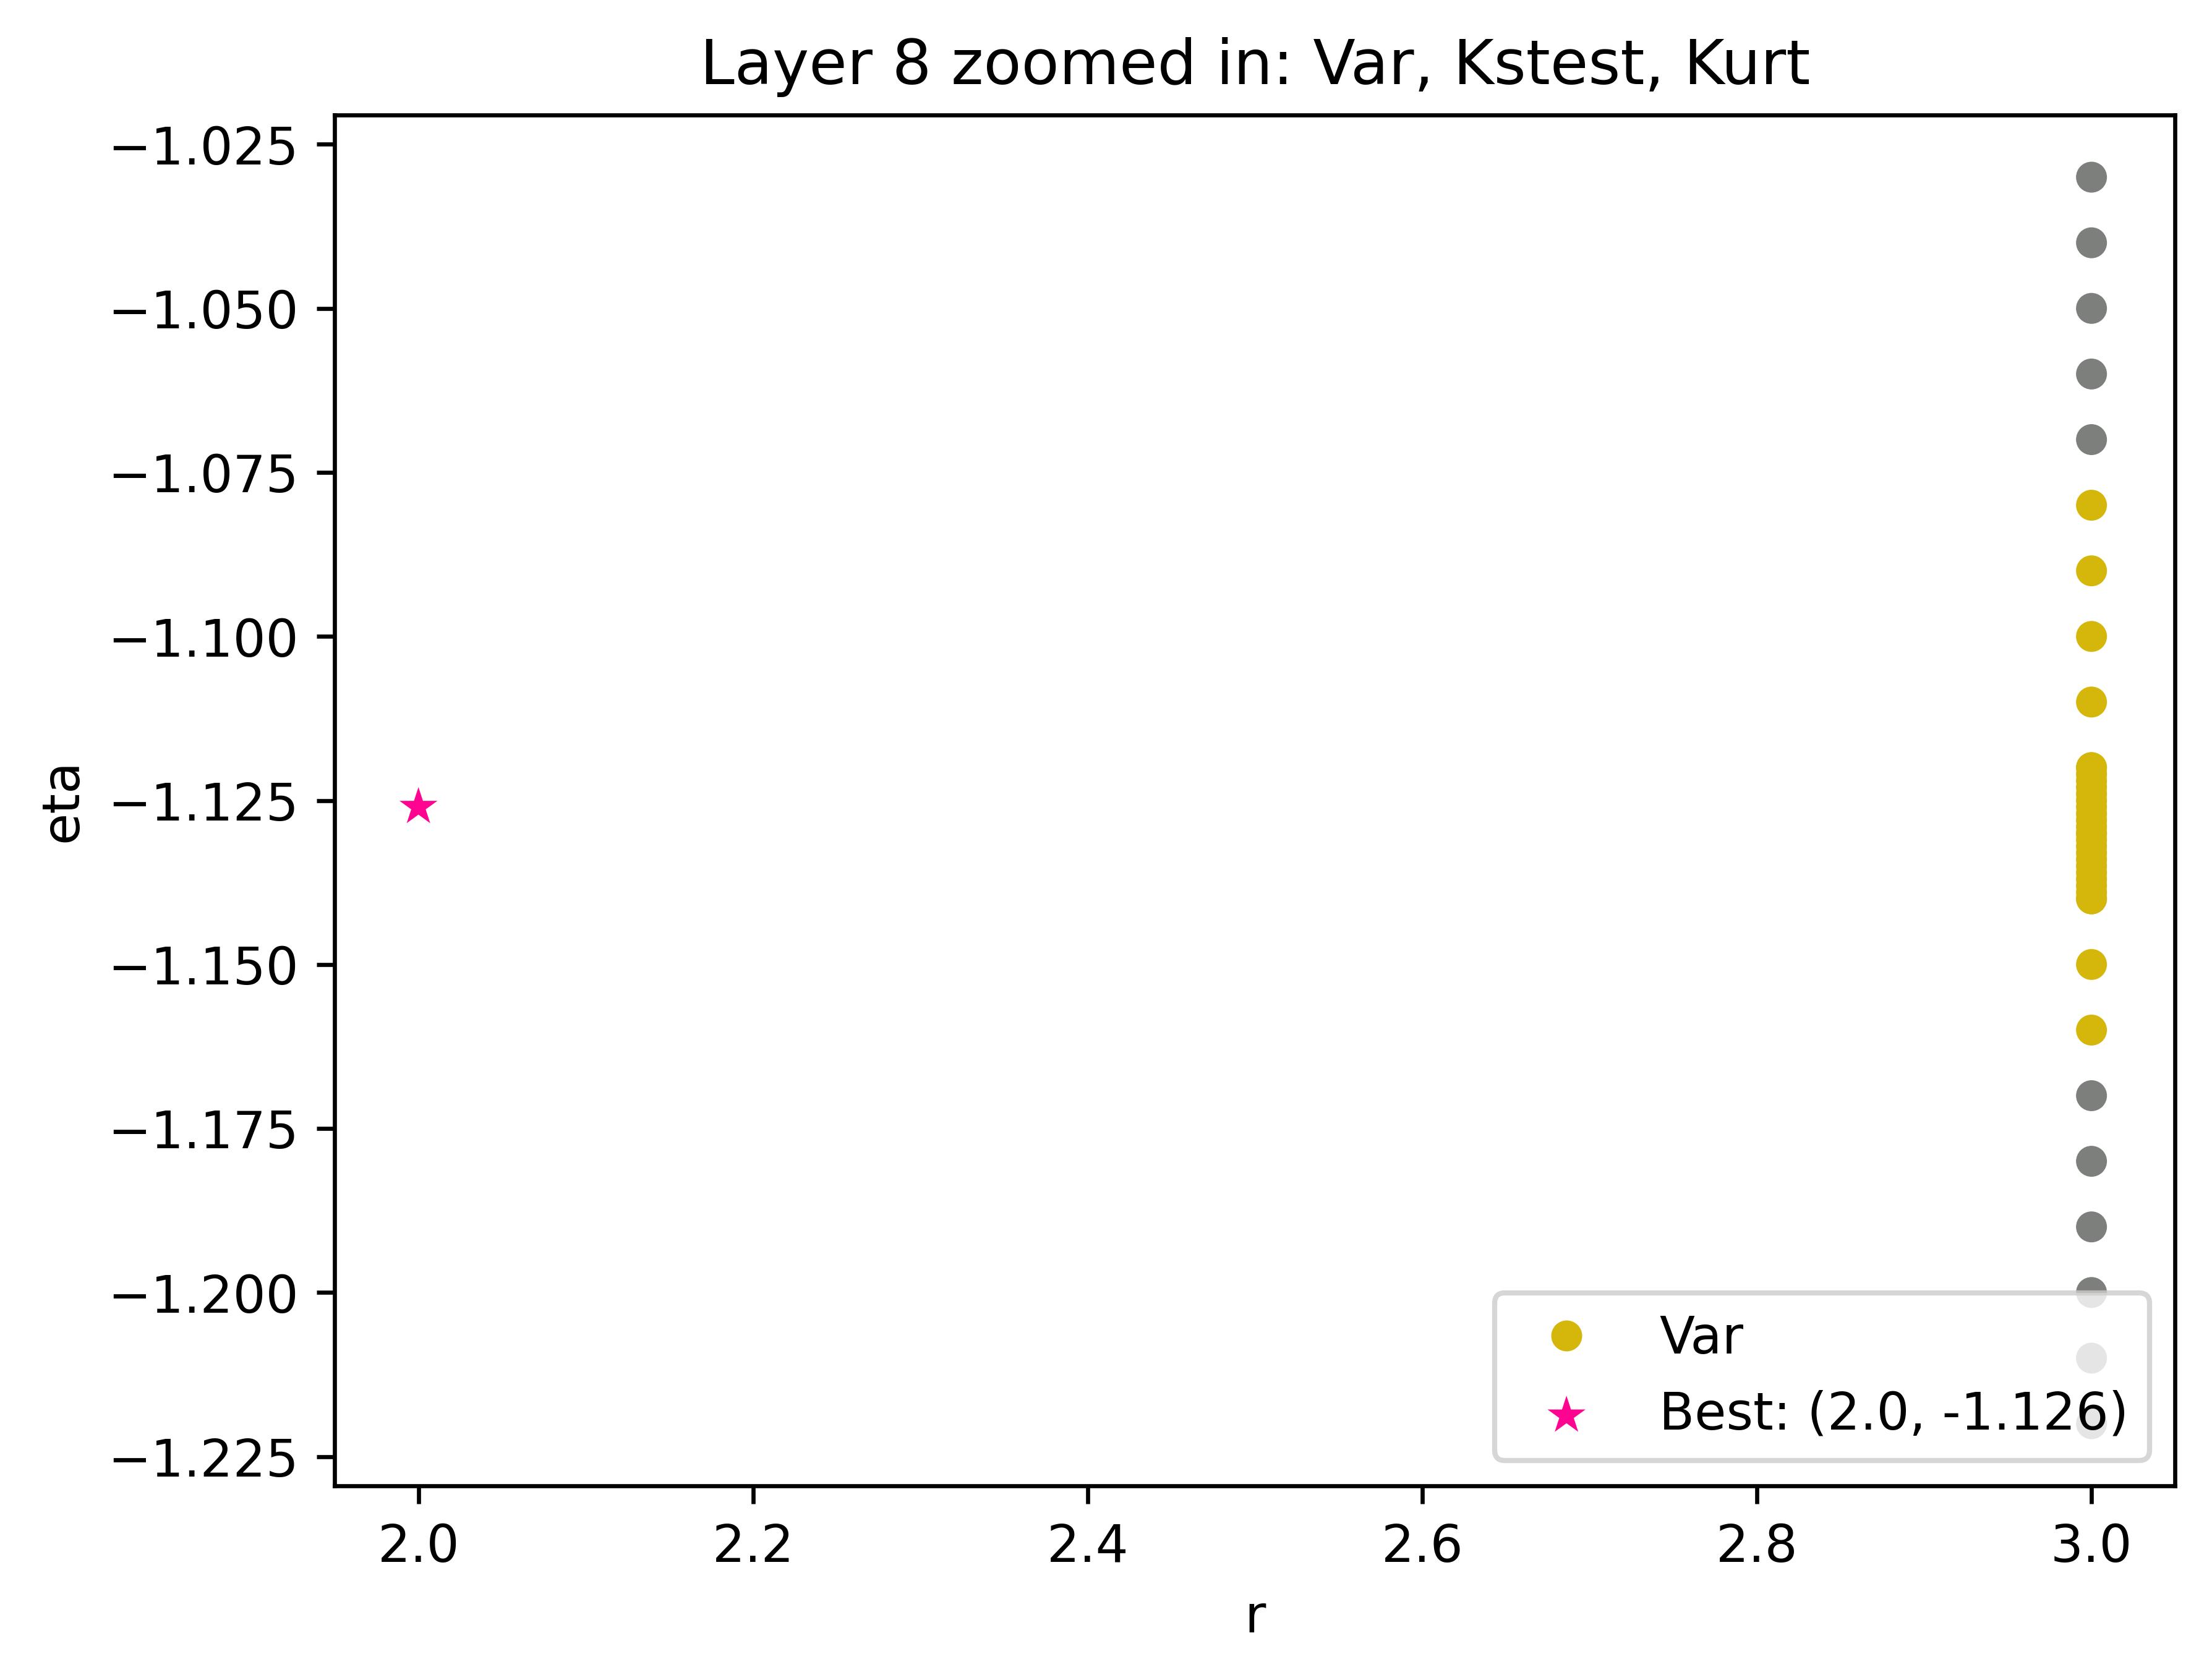 Layer 8 zoomed in: Var, Kstest, Kurt
−1.025
−1.050
−1.075
−1.100
−1.125
−1.150
−1.175
−1.200
−1.225
eta
Var
Best: (2.0, -1.126)
2.0 2.2 2.4 2.6 2.8 3.0
r